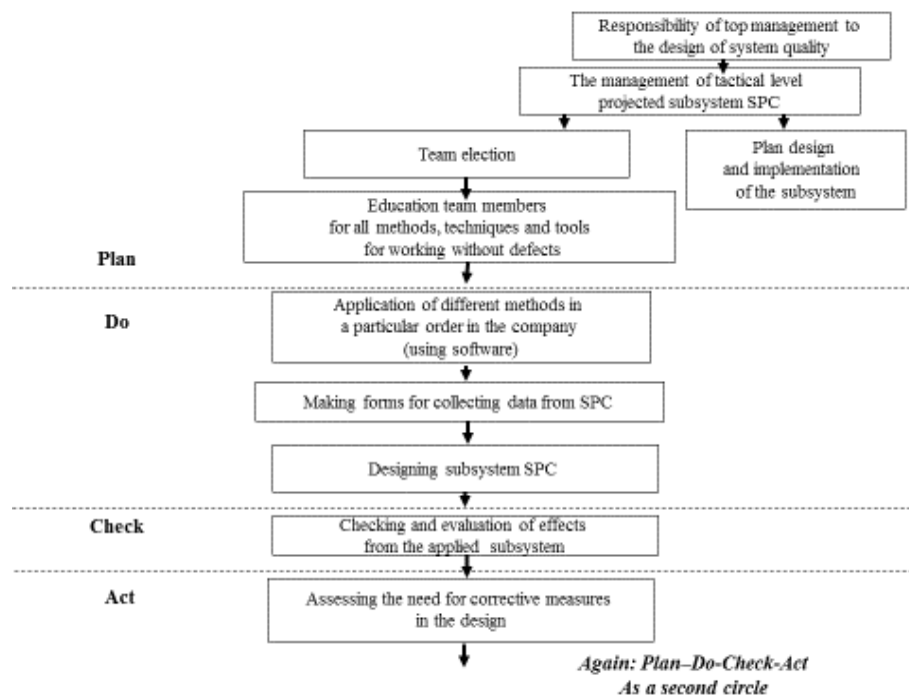 Responsibility of top management to
the design of system quality
The management of tactical level
projected subsystem SPC
Team election
Plan design
and implementation
of the subsystem
Education team members
for all methods, techniques and tools
for working without defects
Plan
Do
Application of different methods in
a particular order in the company
(using software)
Making forms for collecting data from SPC
Designing subsystem SPC
Check
Checking and evaluation of effects
from the applied subsystem
Act
Assessing the need for corrective measures
in the design
Again: Plan–Do-Check-Act
As a second circle